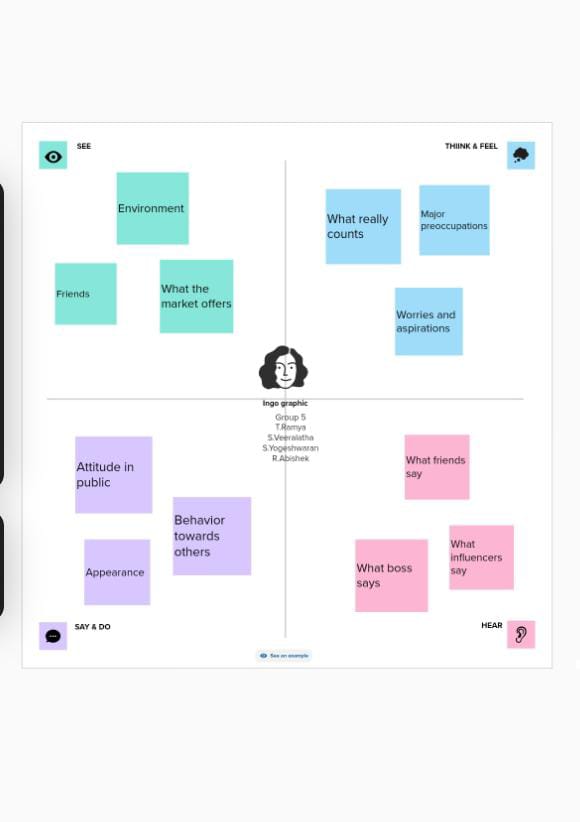 SEE
THIINK & FEEL
Environment
Friends
What the
market offers
What really
counts
Major
preoccupations
Worries and
aspirations
Ingo graphic
Group 5
T.Ramya
S.Veeralatha
S.Yogeshwaran
R.Abishek
Attitude in
public
Behavior
towards
others
Appearance
What friends
say
What boss
says
What
influencers
say
SAY & DO
HEAR
See an example